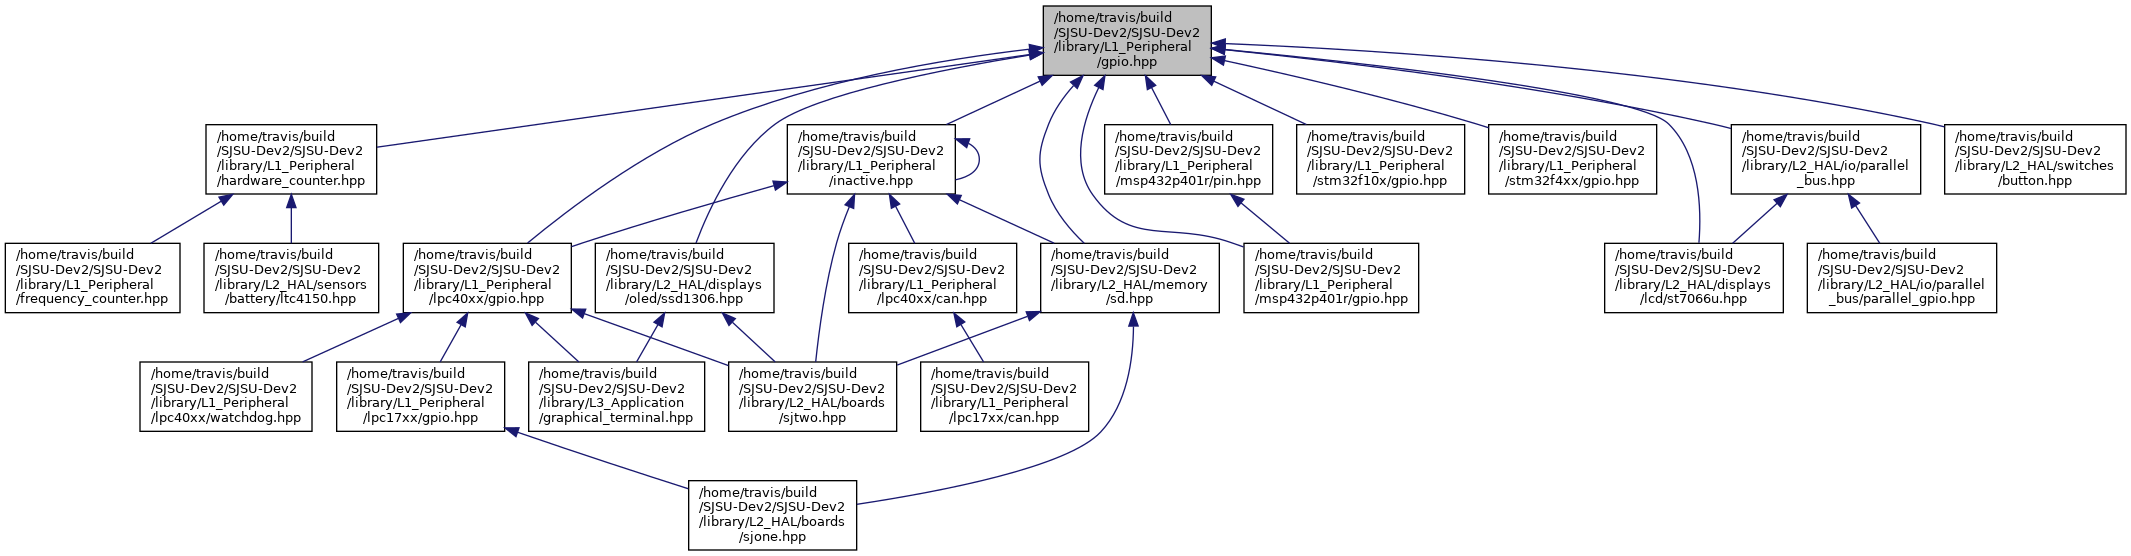 /home/travis/build
/SJSU-Dev2/SJSU-Dev2
/library/L1_Peripheral
/gpio.hpp
/home/travis/build
/SJSU-Dev2/SJSU-Dev2
/library/L1_Peripheral
/hardware_counter.hpp
/home/travis/build
/SJSU-Dev2/SJSU-Dev2
/library/L1_Peripheral
/inactive.hpp
/home/travis/build
/SJSU-Dev2/SJSU-Dev2
/library/L1_Peripheral
/msp432p401r/pin.hpp
/home/travis/build
/SJSU-Dev2/SJSU-Dev2
/library/L1_Peripheral
/stm32f10x/gpio.hpp
/home/travis/build
/SJSU-Dev2/SJSU-Dev2
/library/L1_Peripheral
/stm32f4xx/gpio.hpp
/home/travis/build
/SJSU-Dev2/SJSU-Dev2
/library/L2_HAL/io/parallel
_bus.hpp
/home/travis/build
/SJSU-Dev2/SJSU-Dev2
/library/L2_HAL/switches
/button.hpp
/home/travis/build
/SJSU-Dev2/SJSU-Dev2
/library/L1_Peripheral
/frequency_counter.hpp
/home/travis/build
/SJSU-Dev2/SJSU-Dev2
/library/L2_HAL/sensors
/battery/ltc4150.hpp
/home/travis/build
/SJSU-Dev2/SJSU-Dev2
/library/L1_Peripheral
/lpc40xx/gpio.hpp
/home/travis/build
/SJSU-Dev2/SJSU-Dev2
/library/L2_HAL/displays
/oled/ssd1306.hpp
/home/travis/build
/SJSU-Dev2/SJSU-Dev2
/library/L1_Peripheral
/lpc40xx/can.hpp
/home/travis/build
/SJSU-Dev2/SJSU-Dev2
/library/L2_HAL/memory
/sd.hpp
/home/travis/build
/SJSU-Dev2/SJSU-Dev2
/library/L1_Peripheral
/msp432p401r/gpio.hpp
/home/travis/build
/SJSU-Dev2/SJSU-Dev2
/library/L2_HAL/displays
/lcd/st7066u.hpp
/home/travis/build
/SJSU-Dev2/SJSU-Dev2
/library/L2_HAL/io/parallel
_bus/parallel_gpio.hpp
/home/travis/build
/SJSU-Dev2/SJSU-Dev2
/library/L1_Peripheral
/lpc40xx/watchdog.hpp
/home/travis/build
/SJSU-Dev2/SJSU-Dev2
/library/L1_Peripheral
/lpc17xx/gpio.hpp
/home/travis/build
/SJSU-Dev2/SJSU-Dev2
/library/L3_Application
/graphical_terminal.hpp
/home/travis/build
/SJSU-Dev2/SJSU-Dev2
/library/L2_HAL/boards
/sjtwo.hpp
/home/travis/build
/SJSU-Dev2/SJSU-Dev2
/library/L1_Peripheral
/lpc17xx/can.hpp
/home/travis/build
/SJSU-Dev2/SJSU-Dev2
/library/L2_HAL/boards
/sjone.hpp